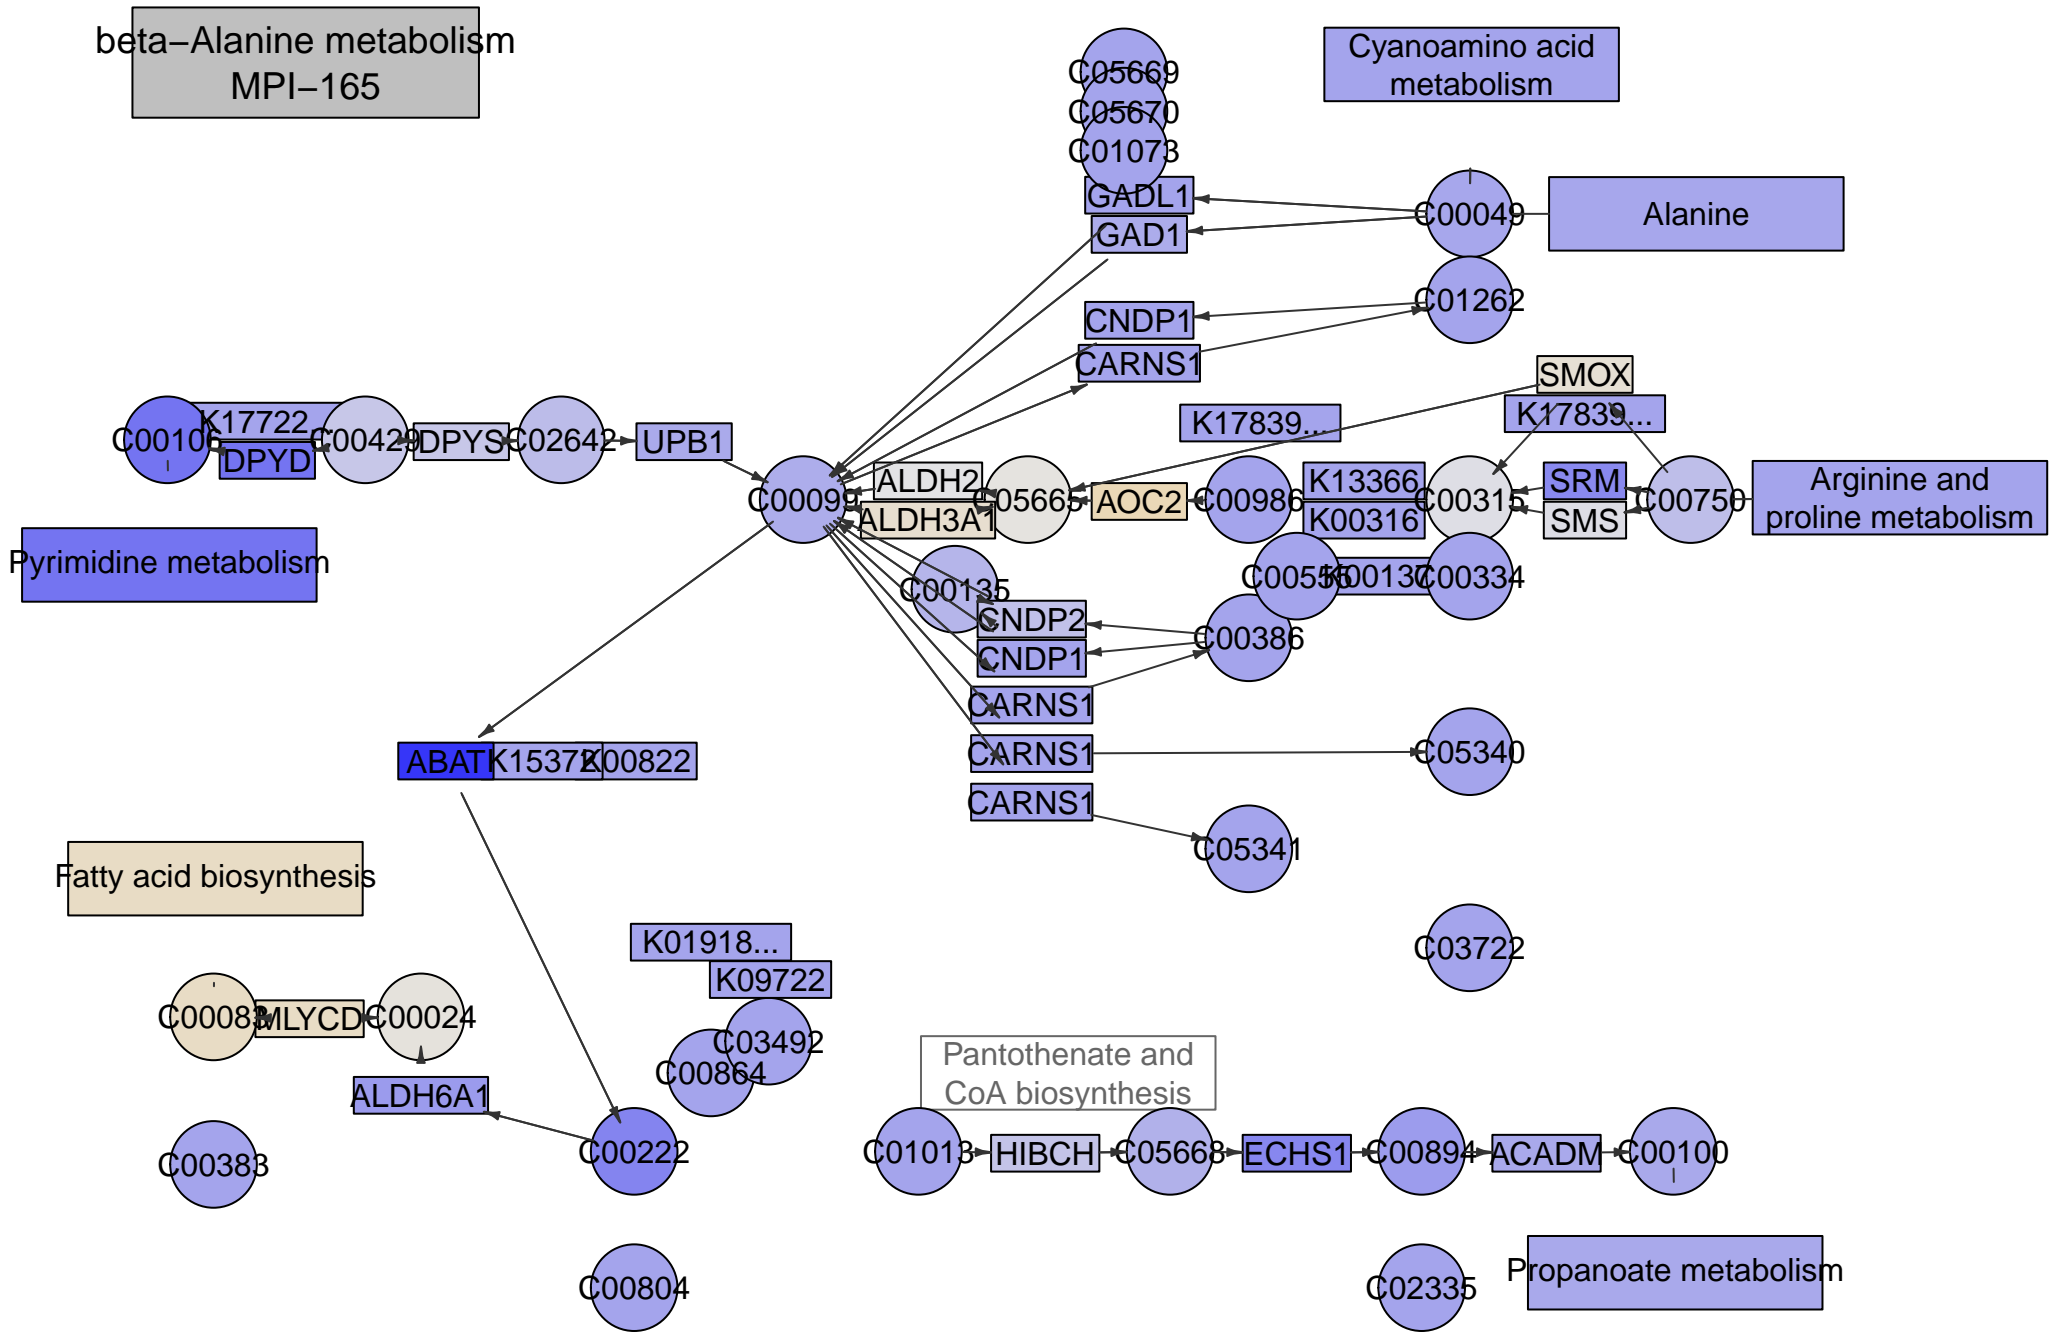 beta−Alanine metabolism
MPI−165
C05669
C05670
C01073
Cyanoamino acid
metabolism
GADL1
GAD1
C00049
Alanine
C01262
CNDP1
CARNS1
SMOX
K17839...
K17839...
C00106
K17722...
DPYD
C00429
DPYS
C02642
UPB1
C00099
ALDH2
ALDH3A1
C05665
AOC2
C00986
K13366
K00316
C00315
SRM
SMS
C00750
Arginine and
proline metabolism
Pyrimidine metabolism
C00135
C00555
K00137
C00334
CNDP2
CNDP1
C00386
CARNS1
CARNS1
CARNS1
C05340
C05341
ABAT
K15372
K00822
Fatty acid biosynthesis
K01918...
K09722
C03722
C00083
MLYCD
C00024
C03492
C00864
ALDH6A1
C00383
C00222
Pantothenate and
CoA biosynthesis
C01013
HIBCH
C05668
ECHS1
C00894
ACADM
C00100
C00804
C02335
Propanoate metabolism